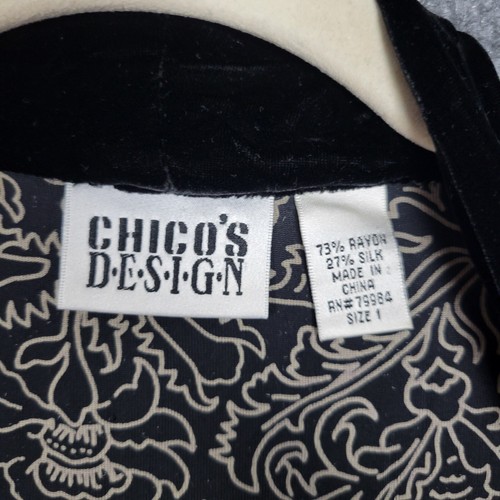 CHICO'S
D·E·S·I·G·N
73% RAYON
27% SILK
MADE IN
CHINA
RN#79984
SIZE 1